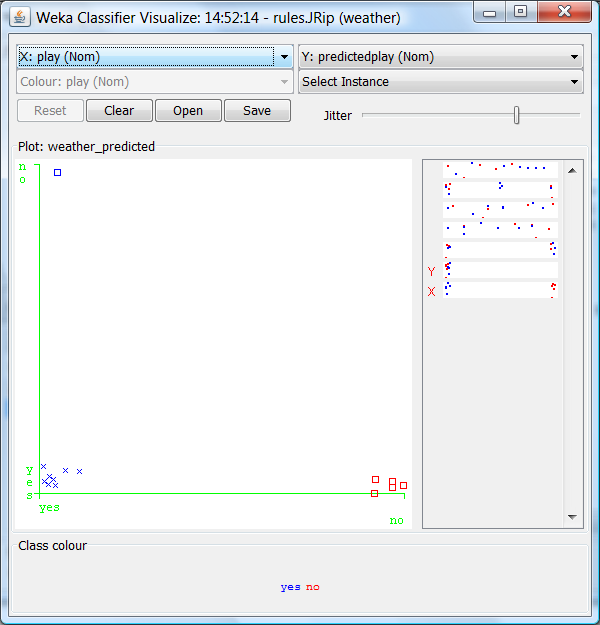 Weka Classifier Visualize: 14:52:14 - rules.JRip (weather)
X: play (Nom)
Y: predictedplay (Nom)
Colour: play (Nom)
Select Instance
Reset
Clear
Open
Save
Jitter
Plot: weather_predicted
no
yes
yes
no
Y
X
Class colour
yes no